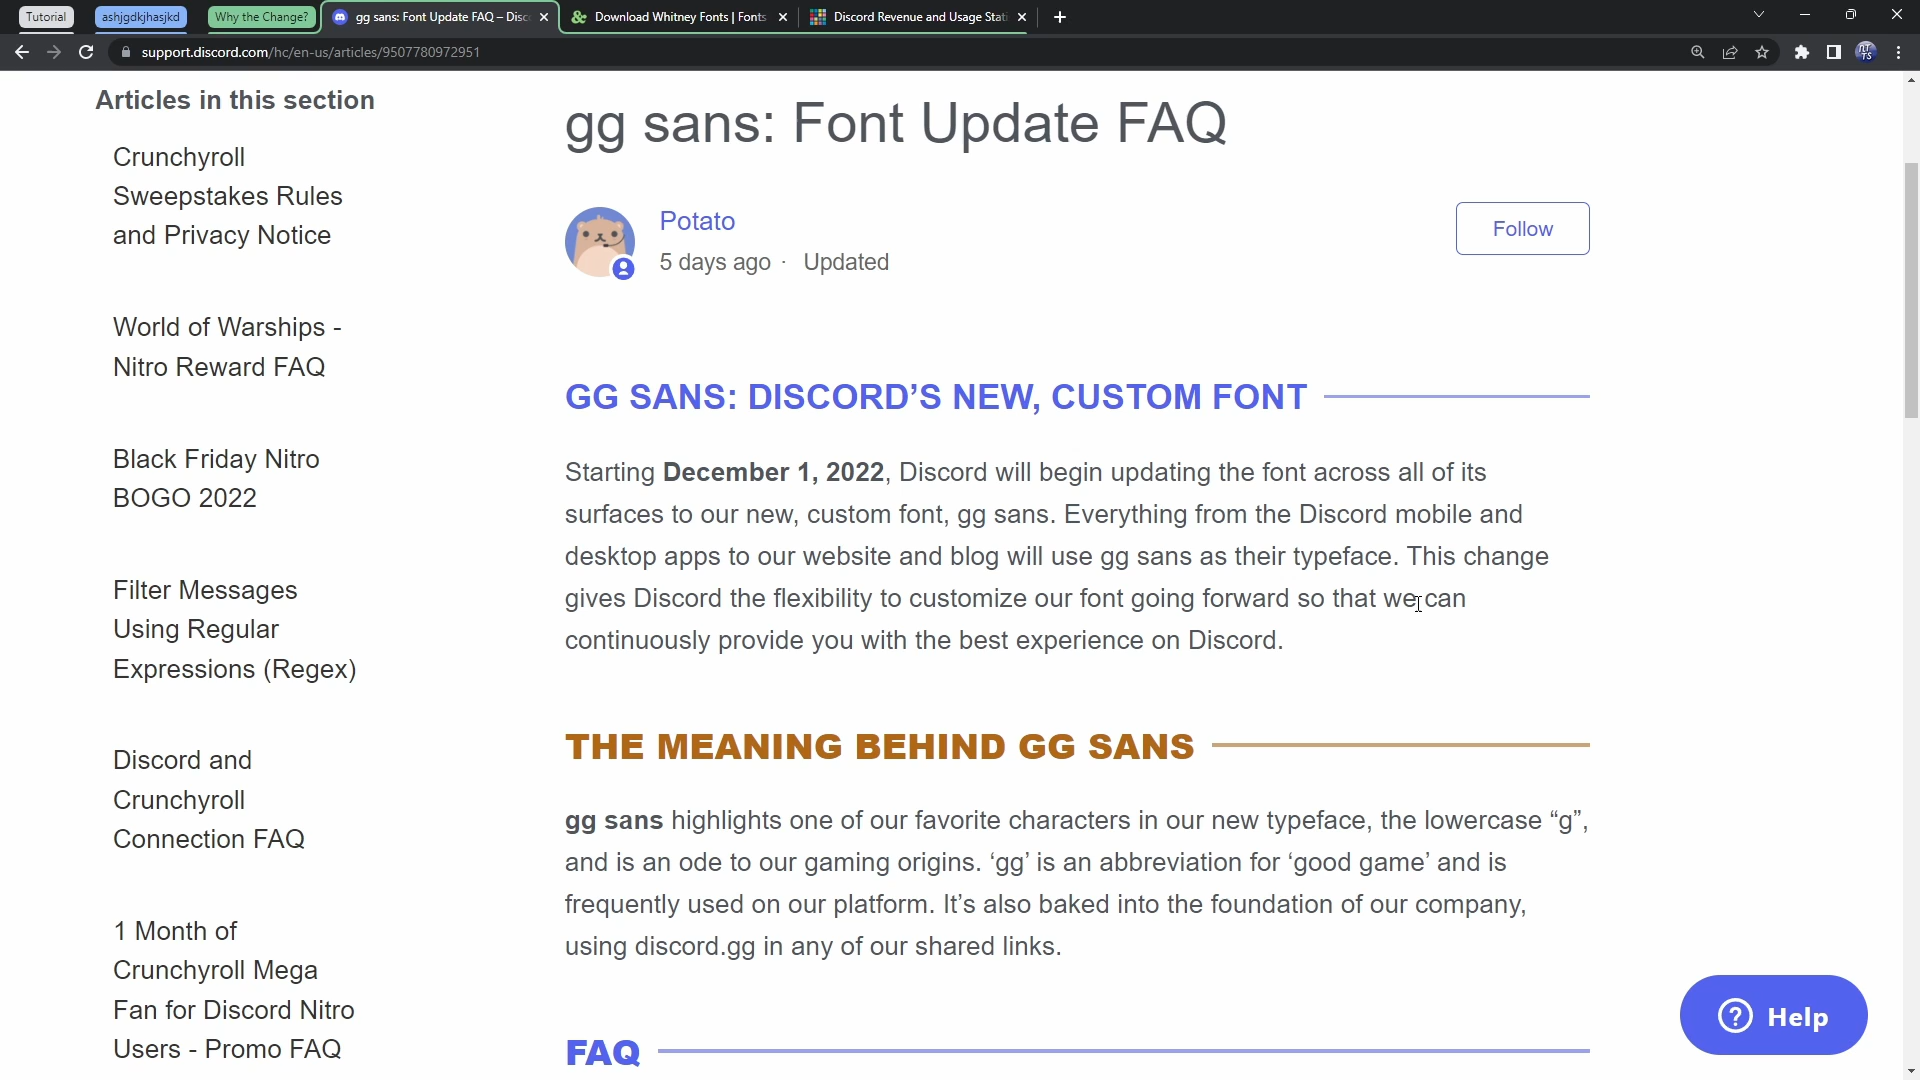 Tutorial
ashjgdkjhasjkd
Why the Change?
gg sans: Font Update FAQ – Disc
Download Whitney Fonts | Fonts
Discord Revenue and Usage Stati
support.discord.com/hc/en-us/articles/9507780972951
Articles in this section
Crunchyroll
Sweepstakes Rules
and Privacy Notice
World of Warships -
Nitro Reward FAQ
Black Friday Nitro
BOGO 2022
Filter Messages
Using Regular
Expressions (Regex)
Discord and
Crunchyroll
Connection FAQ
1 Month of
Crunchyroll Mega
Fan for Discord Nitro
Users - Promo FAQ
gg sans: Font Update FAQ
Potato
5 days ago · Updated
Follow
GG SANS: DISCORD’S NEW, CUSTOM FONT
Starting December 1, 2022, Discord will begin updating the font across all of its
surfaces to our new, custom font, gg sans. Everything from the Discord mobile and
desktop apps to our website and blog will use gg sans as their typeface. This change
gives Discord the flexibility to customize our font going forward so that we can
continuously provide you with the best experience on Discord.
THE MEANING BEHIND GG SANS
gg sans highlights one of our favorite characters in our new typeface, the lowercase “g”,
and is an ode to our gaming origins. ‘gg’ is an abbreviation for ‘good game’ and is
frequently used on our platform. It’s also baked into the foundation of our company,
using discord.gg in any of our shared links.
FAQ
? Help